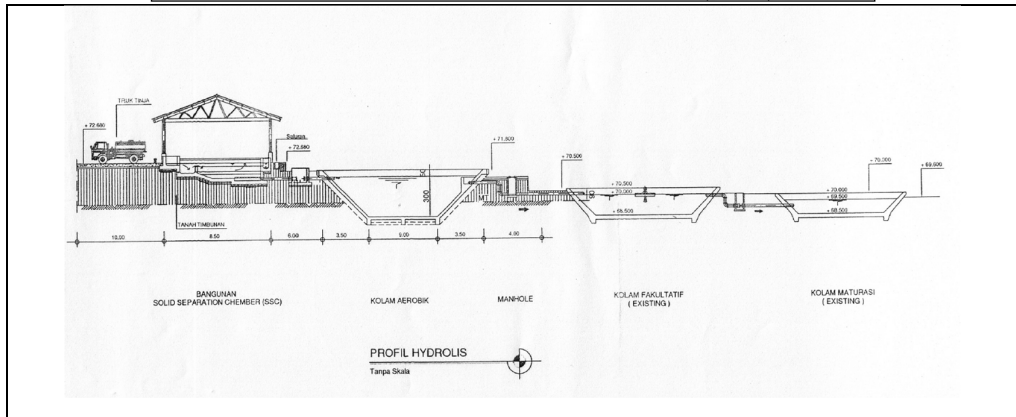 TRUK TINJA
+ 72.680
Saluran
+ 72.580
+ 71.500
+ 70.500
+ 70.000
+ 69.600
50
300
MT
+ 70.500
+ 70.000
+ 70.000
+ 69.500
+ 68.500
TANAH TIMBUNAN
10.00 8.50 6.00 3.50 9.00 3.50 4.00
BANGUNAN
SOLID SEPARATION CHEMBER (SSC)
KOLAM AEROBIK
MANHOLE
KOLAM FAKULTATIF
( EXISTING )
KOLAM MATURASI
( EXISTING )
PROFIL HYDROLIS
Tanpa Skala